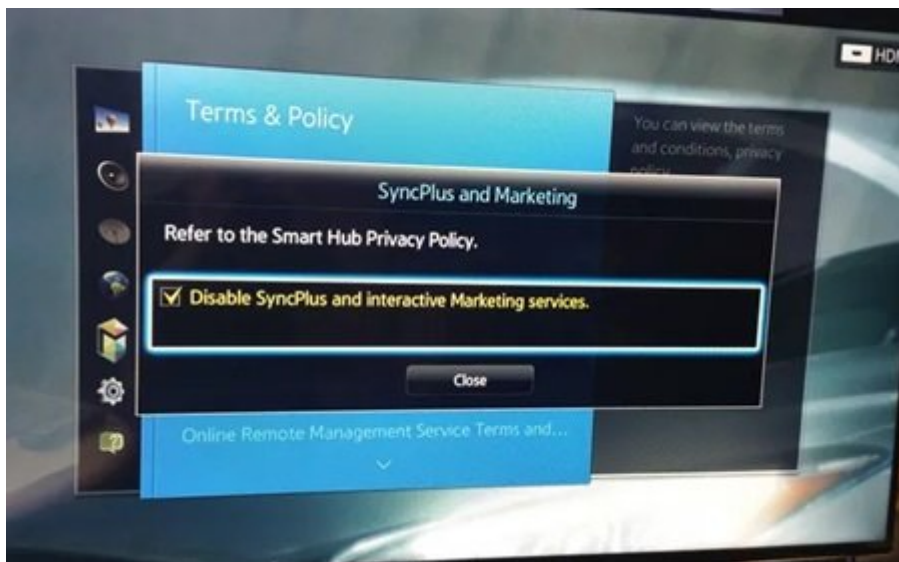 HDM
Terms & Policy
You can view the terms
and conditions, privacy
policy
SyncPlus and Marketing
Refer to the Smart Hub Privacy Policy.
Disable SyncPlus and interactive Marketing services.
Close
Online Remote Management Service Terms and...